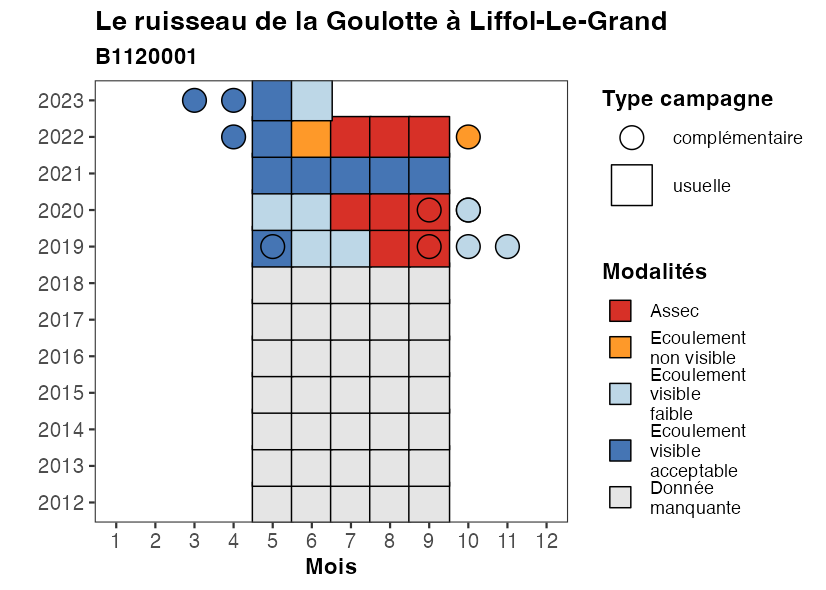 Le ruisseau de la Goulotte à Liffol-Le-Grand
B1120001
2023
2022
2021
2020
2019
2018
2017
2016
2015
2014
2013
2012
1 2 3 4 5 6 7 8 9 10 11 12
Mois
Type campagne
complémentaire
usuelle
Modalités
Assec
Ecoulement
non visible
Ecoulement
visible
faible
Ecoulement
visible
acceptable
Donnée
manquante